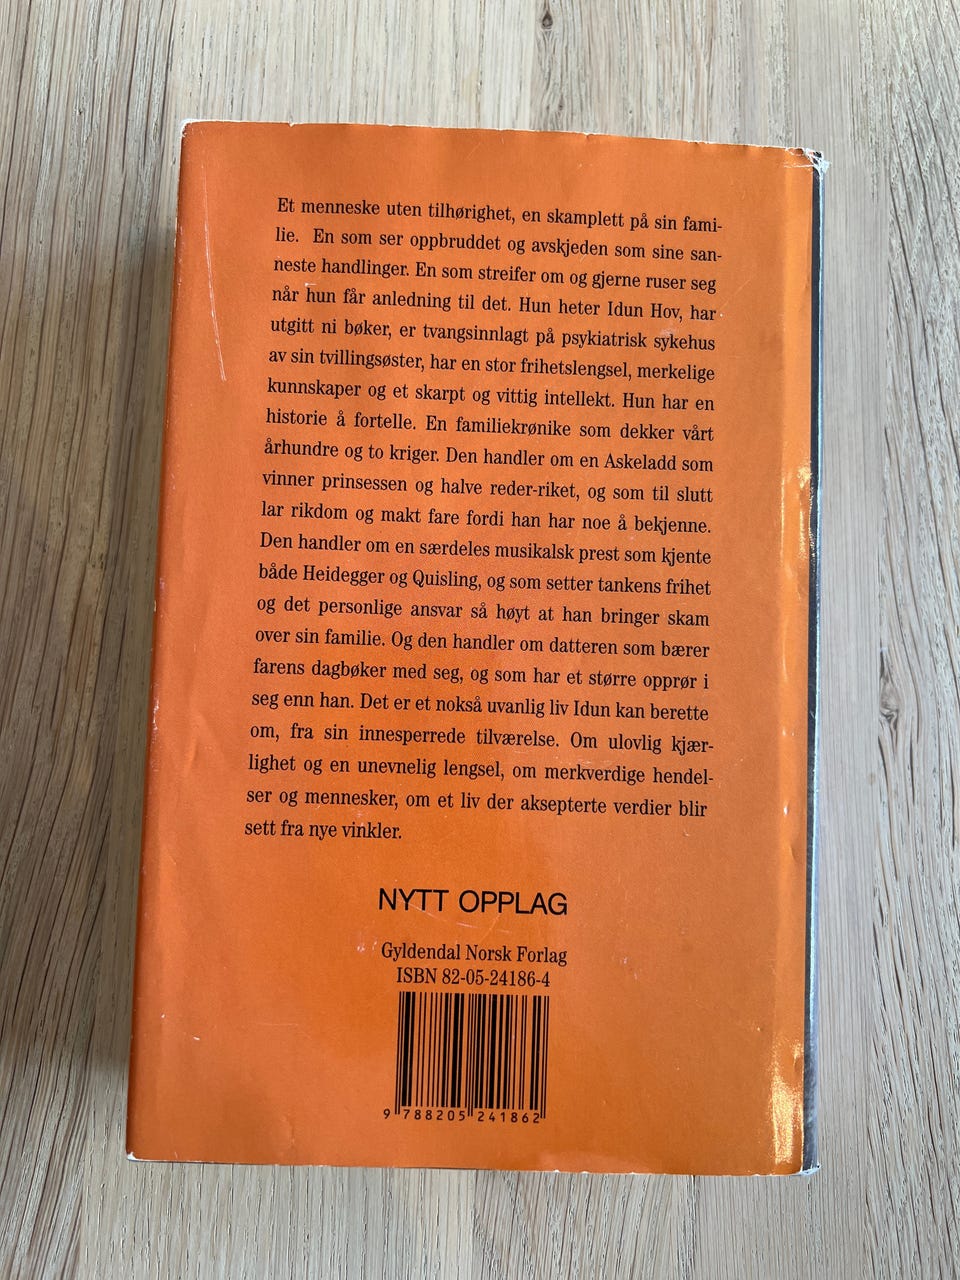 Et menneske uten tilhørighet, en skamplett på sin fami-
lie. En som ser oppbruddet og avskjeden som sine san-
neste handlinger. En som streifer om og gjerne ruser seg
når hun får anledning til det. Hun heter Idun Hov, har
utgitt ni bøker, er tvangsinnlagt på psykiatrisk sykehus
av sin tvillingsøster, har en stor frihetslengsel, merkelige
kunnskaper og et skarpt og vittig intellekt. Hun har en
historie å fortelle. En familiekrønike som dekker vårt
århundre og to kriger. Den handler om en Askeladd som
vinner prinsessen og halve reder-riket, og som til slutt
lar rikdom og makt fare fordi han har noe å bekjenne.
Den handler om en særdeles musikalsk prest som kjente
både Heidegger og Quisling, og som setter tankens frihet
og det personlige ansvar så høyt at han bringer skam
over sin familie. Og den handler om datteren som bærer
farens dagbøker med seg, og som har et større opprør i
seg enn han. Det er et nokså uvanlig liv Idun kan berette
om, fra sin innesperrede tilværelse. Om ulovlig kjær-
lighet og en unevnelig lengsel, om merkverdige hendel-
ser og mennesker, om et liv der aksepterte verdier blir
sett fra nye vinkler.
NYTT OPPLAG
Gyldendal Norsk Forlag
ISBN 82-05-24186-4
9 788205 241862